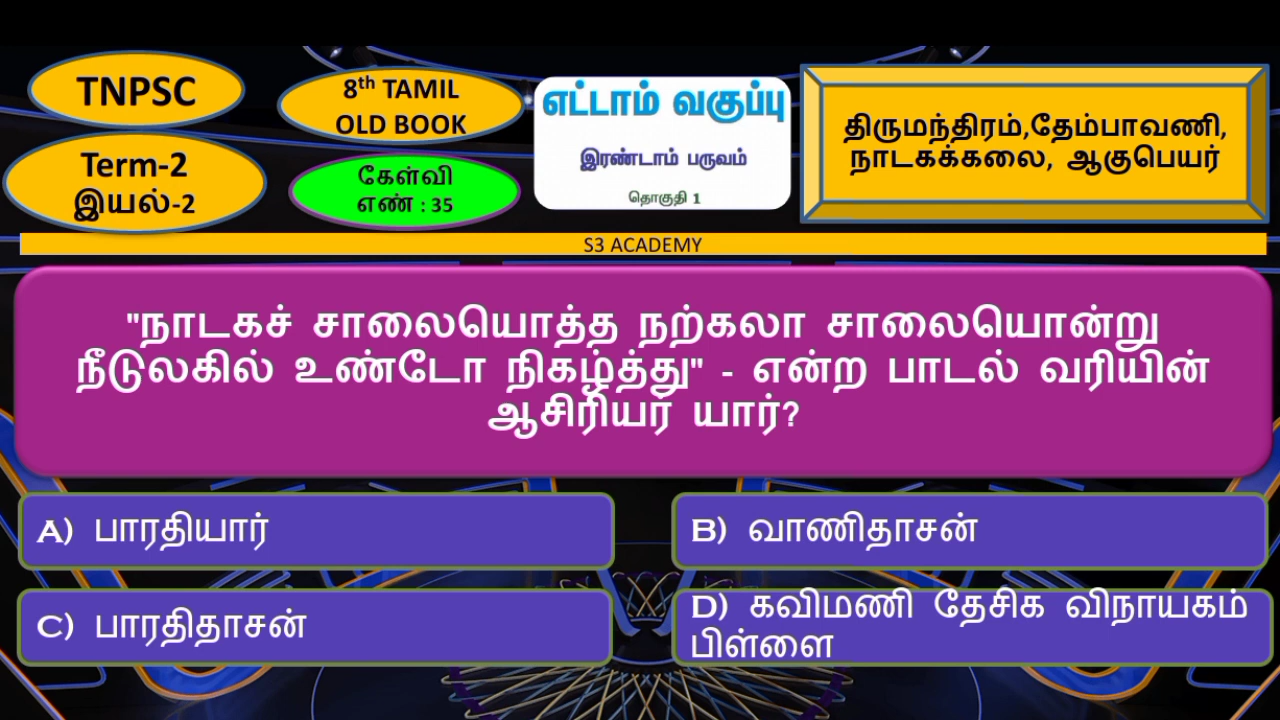 TNPSC
8th TAMIL
OLD BOOK
எட்டாம் வகுப்பு
இரண்டாம் பருவம்
தொகுதி 1
திருமந்திரம்,தேம்பாவணி,
நாடகக்கலை, ஆகுபெயர்
Term-2
இயல்-2
கேள்வி
எண் : 35
S3 ACADEMY
"நாடகச் சாலையொத்த நற்கலா சாலையொன்று
நீடுலகில் உண்டோ நிகழ்த்து" - என்ற பாடல் வரியின்
ஆசிரியர் யார்?
A) பாரதியார்
B) வாணிதாசன்
C) பாரதிதாசன்
D) கவிமணி தேசிக விநாயகம்
பிள்ளை